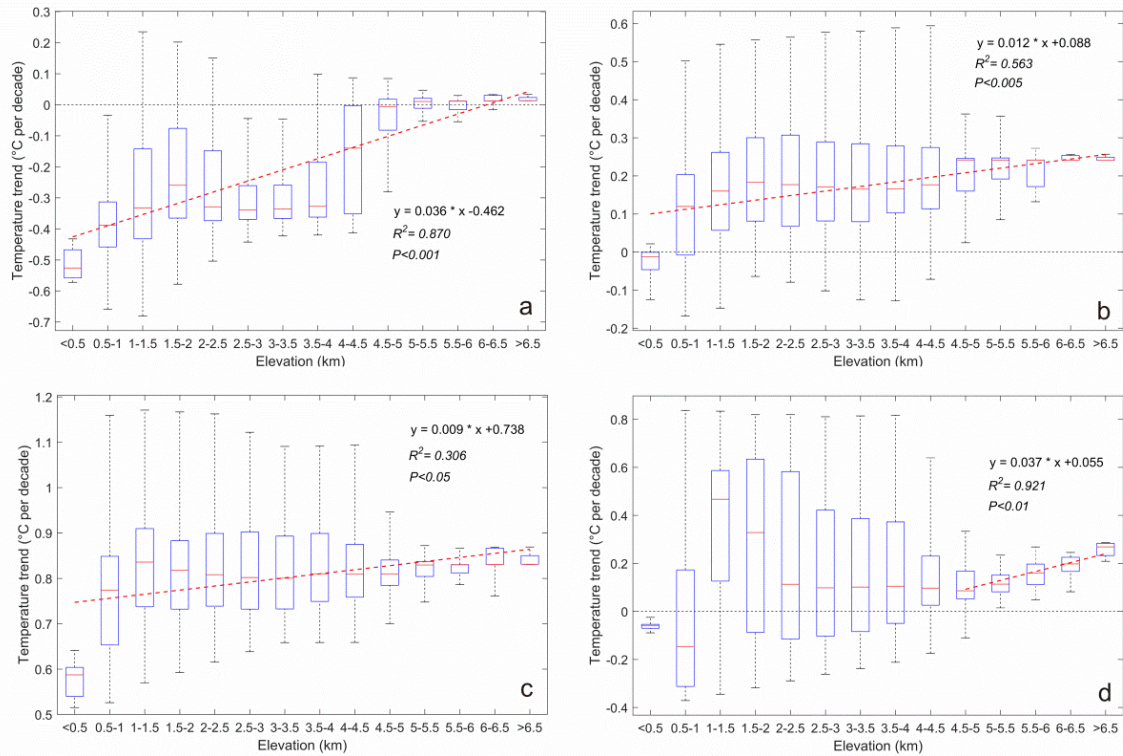 0.3
0.2
0.1
0
-0.1
-0.2
-0.3
-0.4
-0.5
-0.6
-0.7
Temperature trend (°C per decade)
y = 0.036 * x -0.462
R²= 0.870
P<0.001
a
<0.5 0.5-1 1-1.5 1.5-2 2-2.5 2.5-3 3-3.5 3.5-4 4-4.5 4.5-5 5-5.5 5.5-6 6-6.5 >6.5
Elevation (km)
0.6
0.5
0.4
0.3
0.2
0.1
0
-0.1
-0.2
Temperature trend (°C per decade)
y = 0.012 * x +0.088
R²= 0.563
P<0.005
b
<0.5 0.5-1 1-1.5 1.5-2 2-2.5 2.5-3 3-3.5 3.5-4 4-4.5 4.5-5 5-5.5 5.5-6 6-6.5 >6.5
Elevation (km)
1.2
1.1
1
0.9
0.8
0.7
0.6
0.5
Temperature trend (°C per decade)
y = 0.009 * x +0.738
R²= 0.306
P<0.05
c
<0.5 0.5-1 1-1.5 1.5-2 2-2.5 2.5-3 3-3.5 3.5-4 4-4.5 4.5-5 5-5.5 5.5-6 6-6.5 >6.5
Elevation (km)
0.8
0.6
0.4
0.2
0
-0.2
-0.4
Temperature trend (°C per decade)
y = 0.037 * x +0.055
R²= 0.921
P<0.01
d
<0.5 0.5-1 1-1.5 1.5-2 2-2.5 2.5-3 3-3.5 3.5-4 4-4.5 4.5-5 5-5.5 5.5-6 6-6.5 >6.5
Elevation (km)